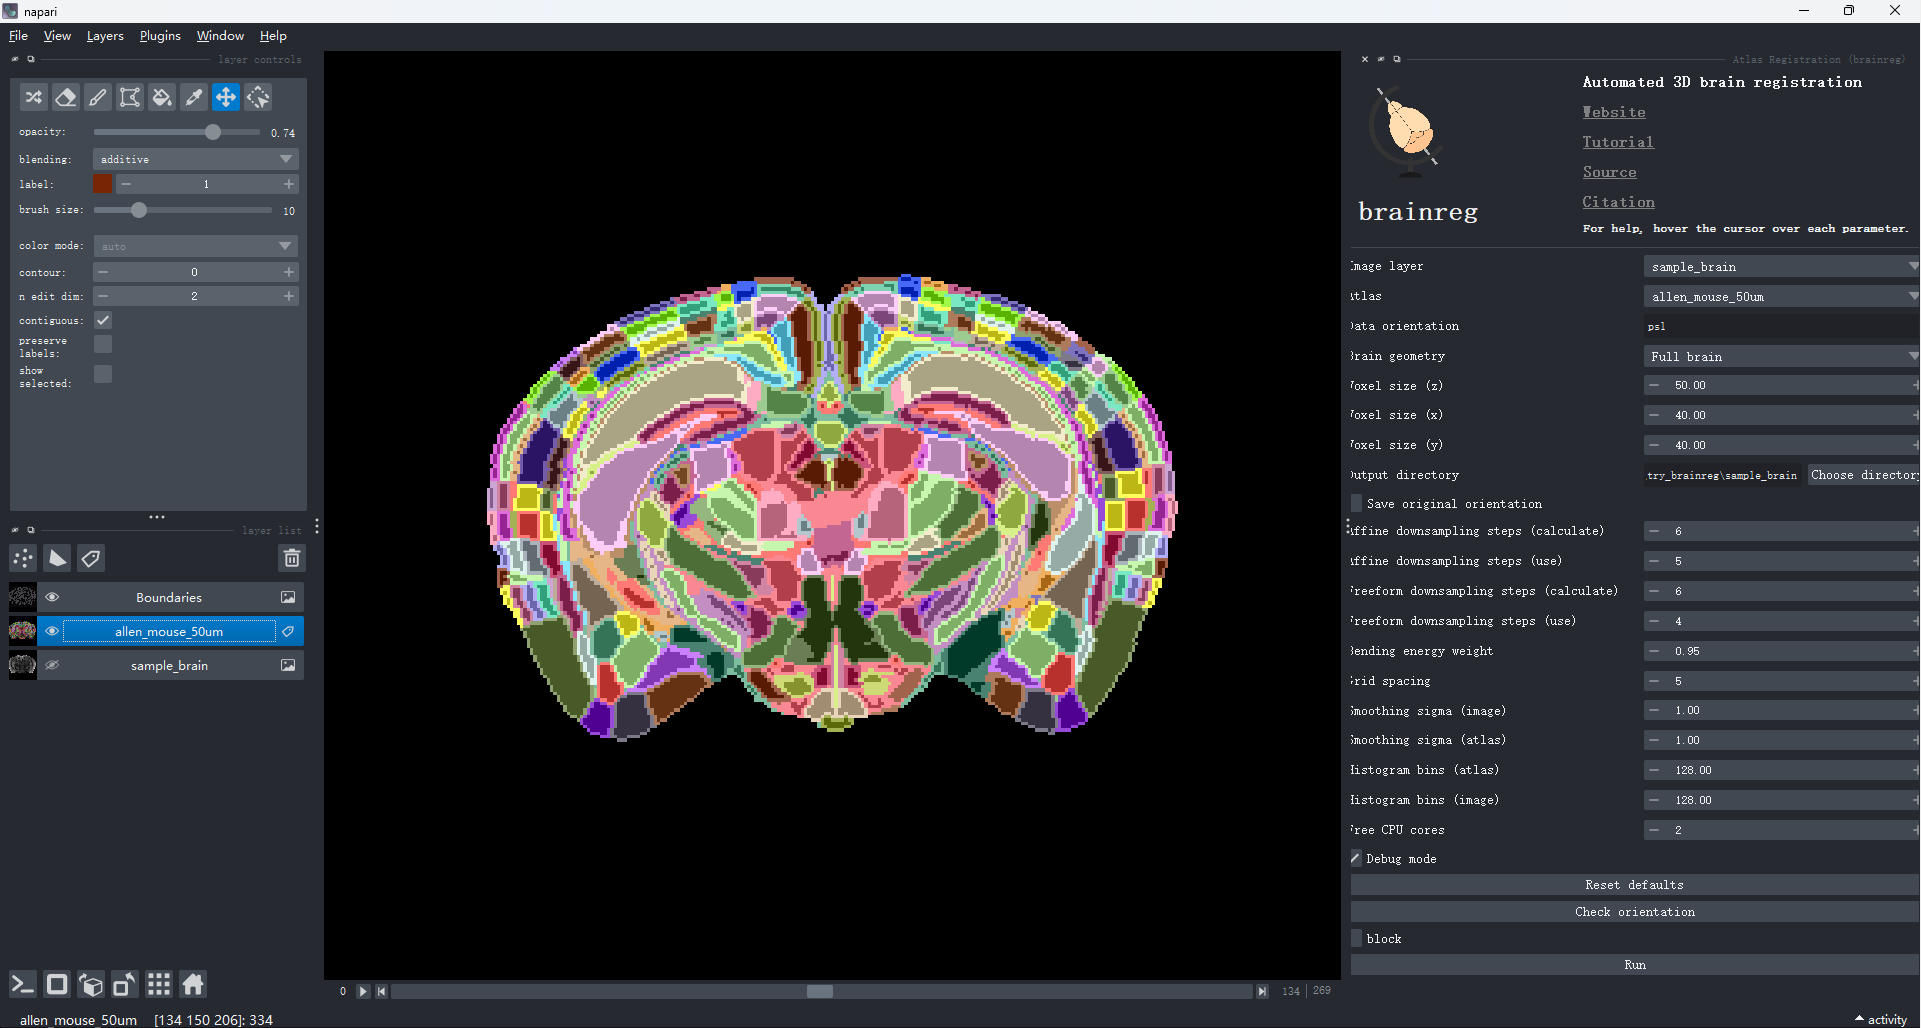 napari
File View Layers Plugins Window Help
layer controls
opacity: 0.74
blending: additive
label: 1
brush size: 10
color mode: auto
contour: 0
n edit dim: 2
contiguous:
preserve
labels:
show
selected:
layer list
Boundaries
allen_mouse_50um
sample_brain
0 134 269
allen_mouse_50um [134 150 206]: 334
Atlas Registration (brainreg)
brainreg
Automated 3D brain registration
Website
Tutorial
Source
Citation
For help, hover the cursor over each parameter.
Image layer sample_brain
Atlas allen_mouse_50um
Data orientation psl
Brain geometry Full brain
Voxel size (z) 50.00
Voxel size (x) 40.00
Voxel size (y) 40.00
Output directory try_brainreg\sample_brain Choose directory
Save original orientation
Affine downsampling steps (calculate) 6
Affine downsampling steps (use) 5
Freeform downsampling steps (calculate) 6
Freeform downsampling steps (use) 4
Bending energy weight 0.95
Grid spacing 5
Smoothing sigma (image) 1.00
Smoothing sigma (atlas) 1.00
Histogram bins (atlas) 128.00
Histogram bins (image) 128.00
Free CPU cores 2
Debug mode
Reset defaults
Check orientation
block
Run
activity